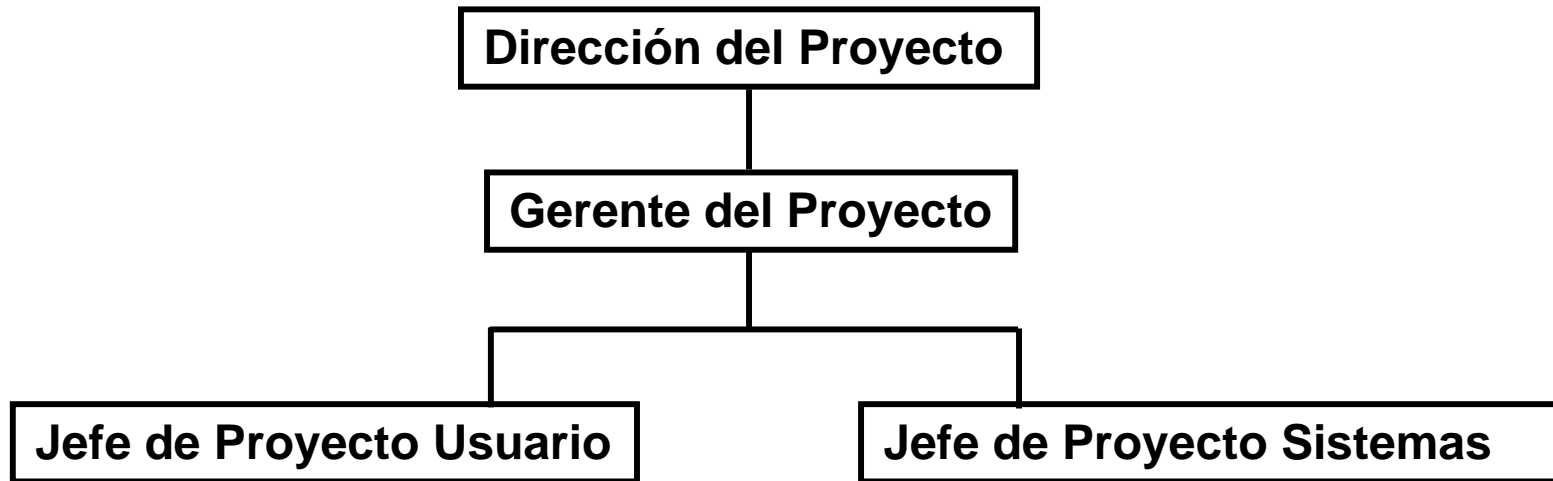 Dirección del Proyecto
Gerente del Proyecto
Jefe de Proyecto Usuario
Jefe de Proyecto Sistemas